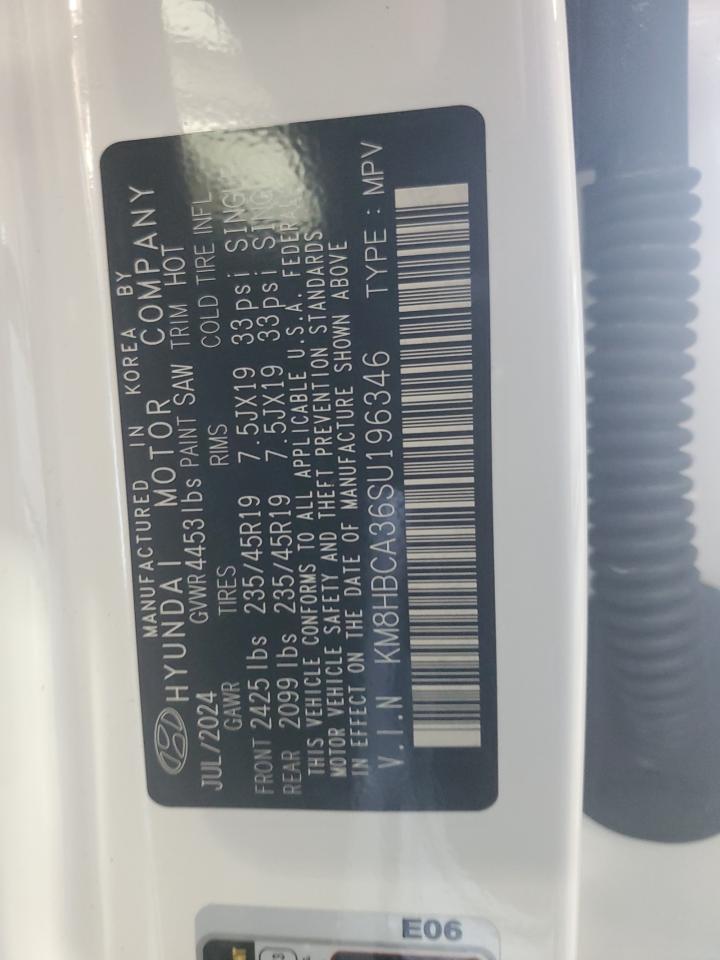 MANUFACTURED IN KOREA BY
HYUNDAI MOTOR COMPANY
JUL/2024 GVWR4453lbs PAINT SAW TRIM HOT
GAWR TIRES RIMS COLD TIRE INFL
FRONT 2425 lbs 235/45R19 7.5JX19 33psi SINGL
REAR 2099 lbs 235/45R19 7.5JX19 33psi SING
THIS VEHICLE CONFORMS TO ALL APPLICABLE U.S.A. FEDERAL
MOTOR VEHICLE SAFETY AND THEFT PREVENTION STANDARDS
IN EFFECT ON THE DATE OF MANUFACTURE SHOWN ABOVE
V.I.N KM8HBCA36SU196346 TYPE : MPV
E06